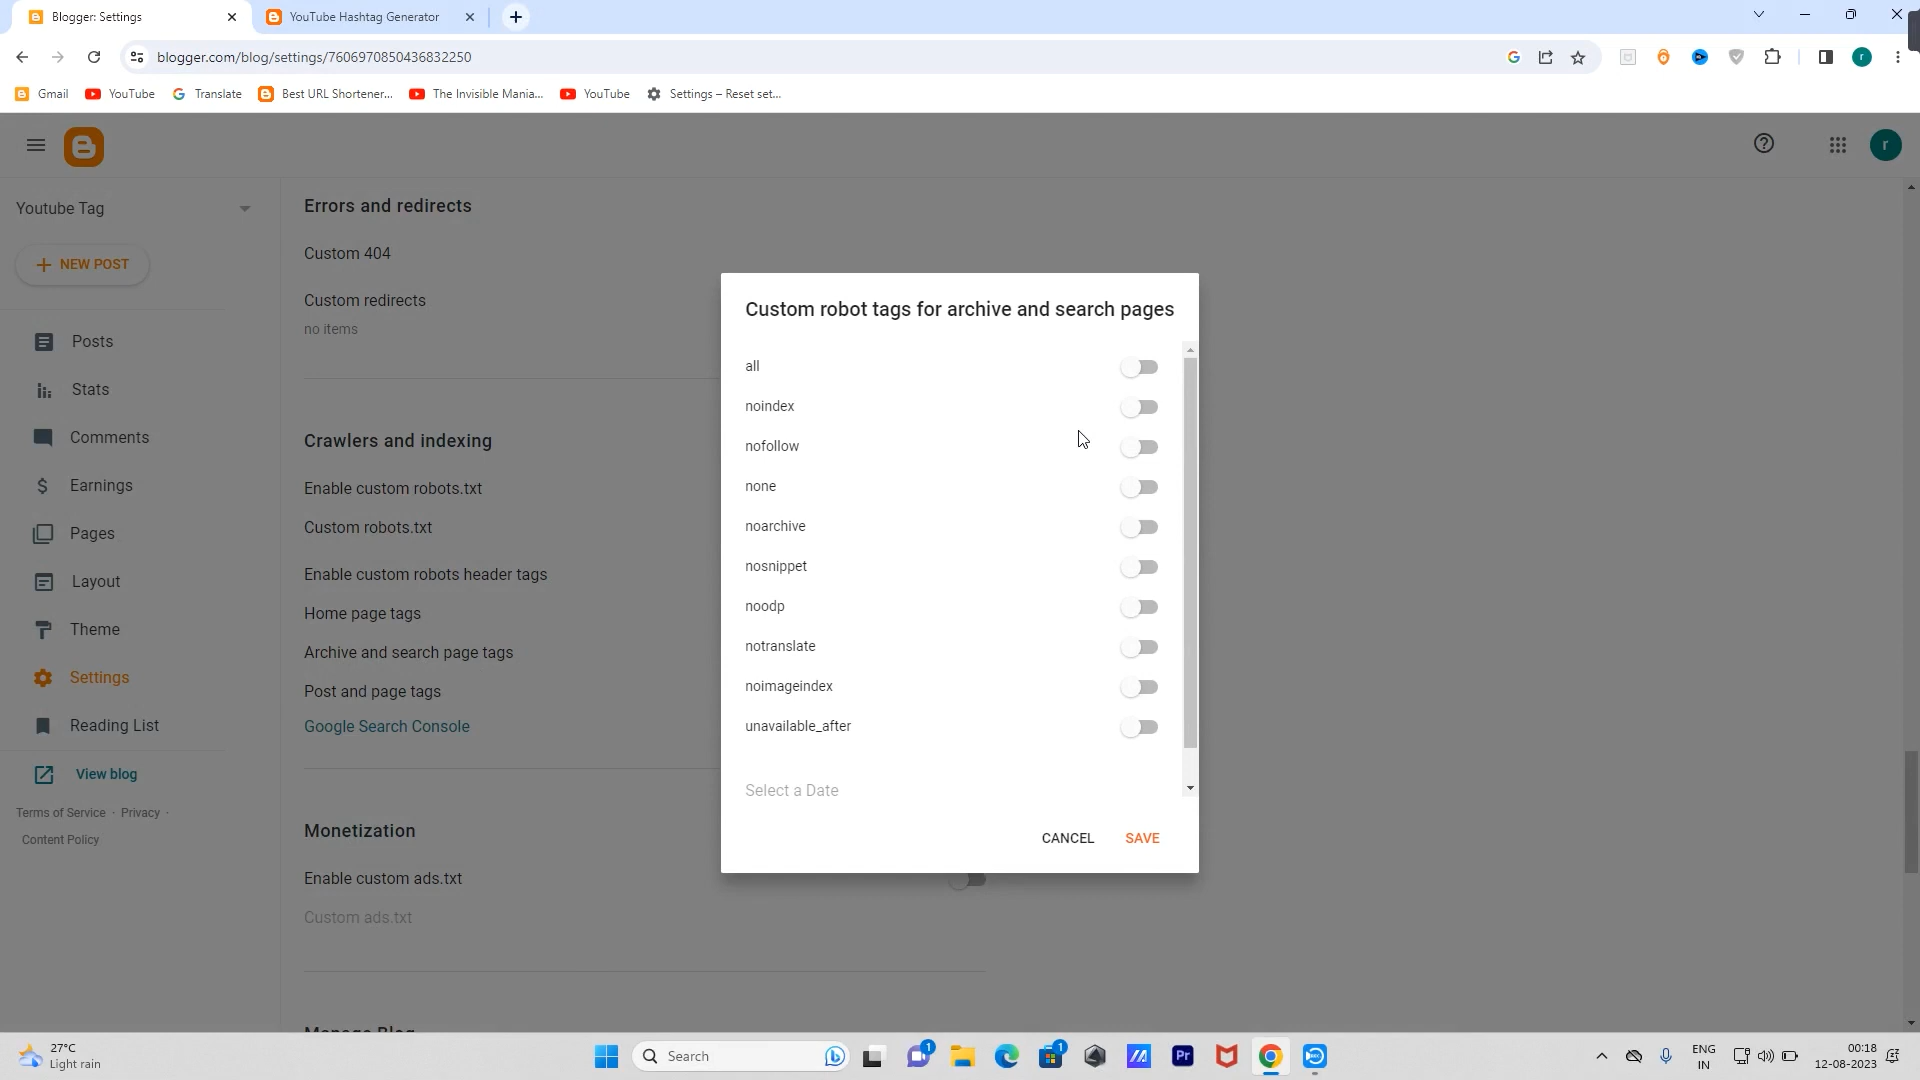 Blogger: Settings
YouTube Hashtag Generator
blogger.com/blog/settings/7606970850436832250
Gmail
YouTube
Translate
Best URL Shortener...
The Invisible Mania...
YouTube
Settings – Reset set...
Youtube Tag
NEW POST
Posts
Stats
Comments
Earnings
Pages
Layout
Theme
Settings
Reading List
View blog
Terms of Service · Privacy ·
Content Policy
Errors and redirects
Custom 404
Custom redirects
no items
Crawlers and indexing
Enable custom robots.txt
Custom robots.txt
Enable custom robots header tags
Home page tags
Archive and search page tags
Post and page tags
Google Search Console
Monetization
Enable custom ads.txt
Custom ads.txt
Manage Blog
Custom robot tags for archive and search pages
all
noindex
nofollow
none
noarchive
nosnippet
noodp
notranslate
noimageindex
unavailable_after
Select a Date
CANCEL SAVE
r
r
27°C
Light rain
Search
1
1
Pr
ENG
IN
00:18
12-08-2023